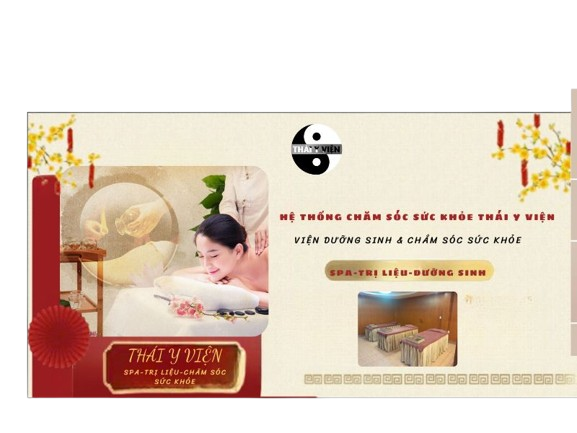 THÁI Y VIỆN
HỆ THỐNG CHĂM SÓC SỨC KHỎE THÁI Y VIỆN
VIỆN DƯỠNG SINH & CHĂM SÓC SỨC KHỎE
SPA-TRỊ LIỆU-DƯỠNG SINH
THÁI Y VIỆN
SPA-TRỊ LIỆU-CHĂM SÓC
SỨC KHỎE